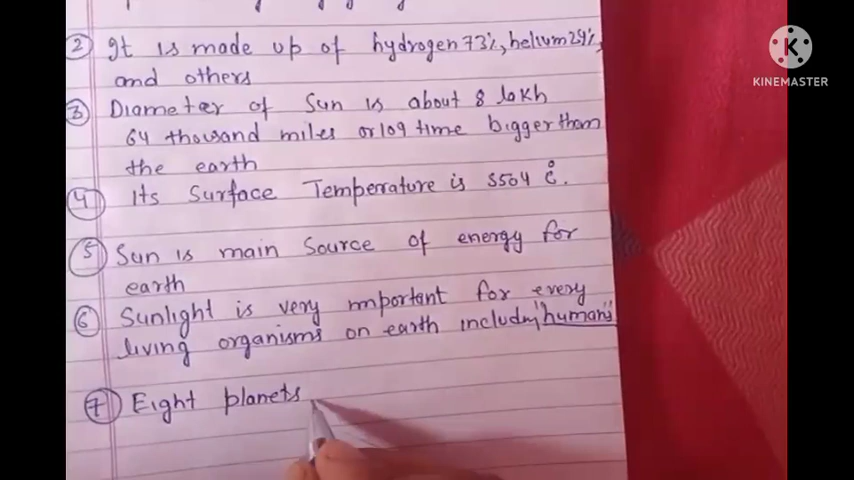 ② It is made up of hydrogen 73%, helium 25%,
and others
③ Diameter of Sun is about 8 lakh
64 thousand miles or 109 time bigger than
the earth
④ Its Surface Temperature is 5504 °C.
⑤ Sun is main Source of energy for
earth
⑥ Sunlight is very important for every
living organisms on earth including "humans"
⑦ Eight planets
KINEMASTER